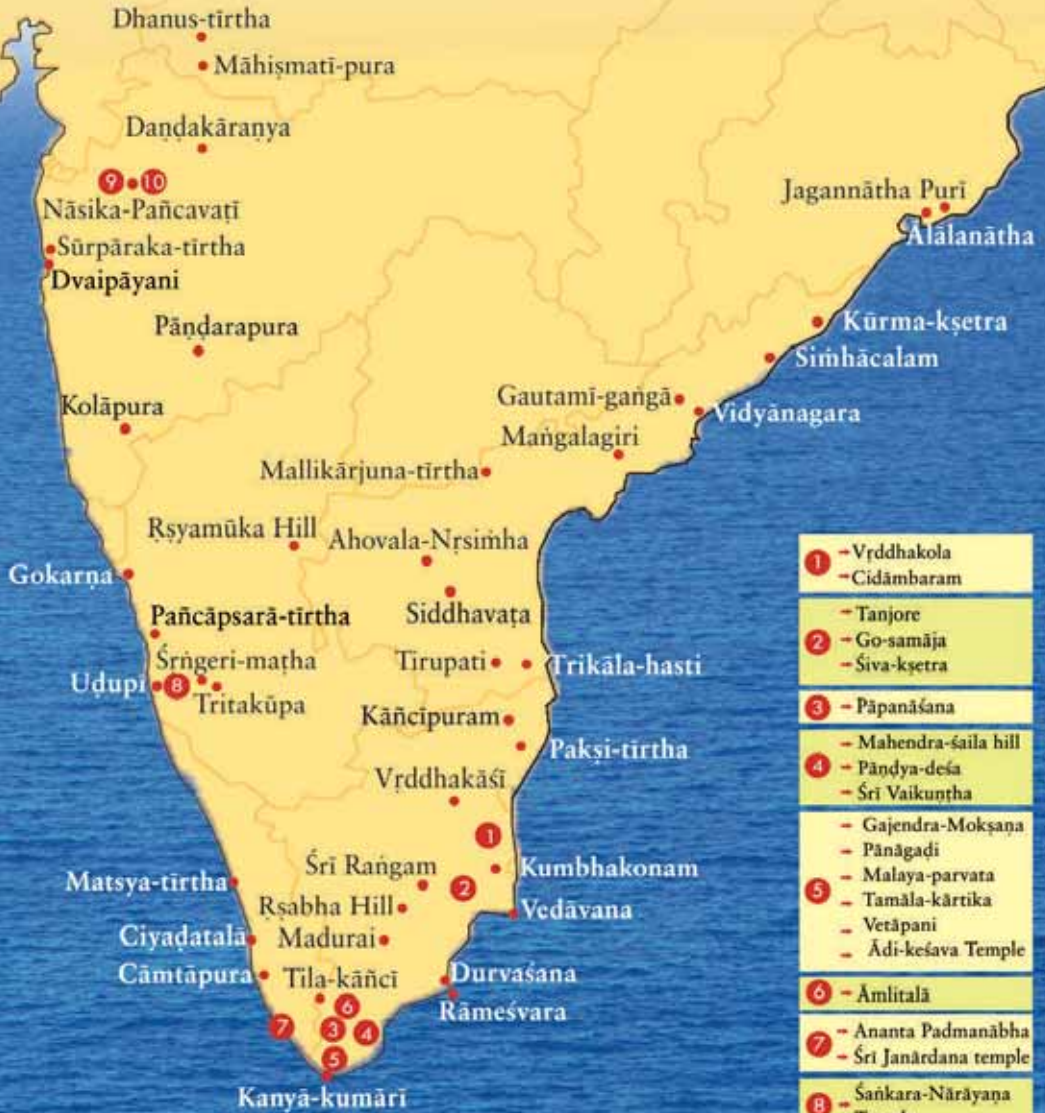 Dhanus-tīrtha
Māhiṣmatī-pura
Daṇḍakāraṇya
9 10
Nāsika-Pañcavaṭī
Sūrpāraka-tīrtha
Dvaipāyani
Pāṇḍarapura
Kolāpura
Jagannātha Purī
Ālālanātha
Kūrma-kṣetra
Siṁhācalam
Gautamī-gaṅgā
Vidyānagara
Maṅgalagiri
Mallikārjuna-tīrtha
Ṛṣyamūka Hill
Ahovala-Nṛsiṁha
Gokarṇa
Siddhavaṭa
Pañcāpsarā-tīrtha
Śṛṅgeri-maṭha
Tirupati
Trikāla-hasti
Uḍupī
8
Tritakūpa
Kāñcīpuram
Pakṣi-tīrtha
Vṛddhakāśī
1
Śrī Raṅgam
Kumbhakonam
Matsya-tīrtha
2
Ṛṣabha Hill
Vedāvana
Ciyaḍatalā
Madurai
Cāmtāpura
Tila-kāñcī
Durvaśana
Rāmeśvara
6
7
3
4
5
Kanyā-kumārī
1
Vṛddhakola
Cidāmbaram
2
Tanjore
Go-samāja
Śiva-kṣetra
3
Pāpanāśana
4
Mahendra-śaila hill
Pāṇḍya-deśa
Śrī Vaikuṇṭha
5
Gajendra-Mokṣaṇa
Pānāgaḍi
Malaya-parvata
Tamāla-kārtika
Vetāpani
Ādi-keśava Temple
6
Āmlitalā
7
Ananta Padmanābha
Śrī Janārdana temple
8
Śaṅkara-Nārāyaṇa